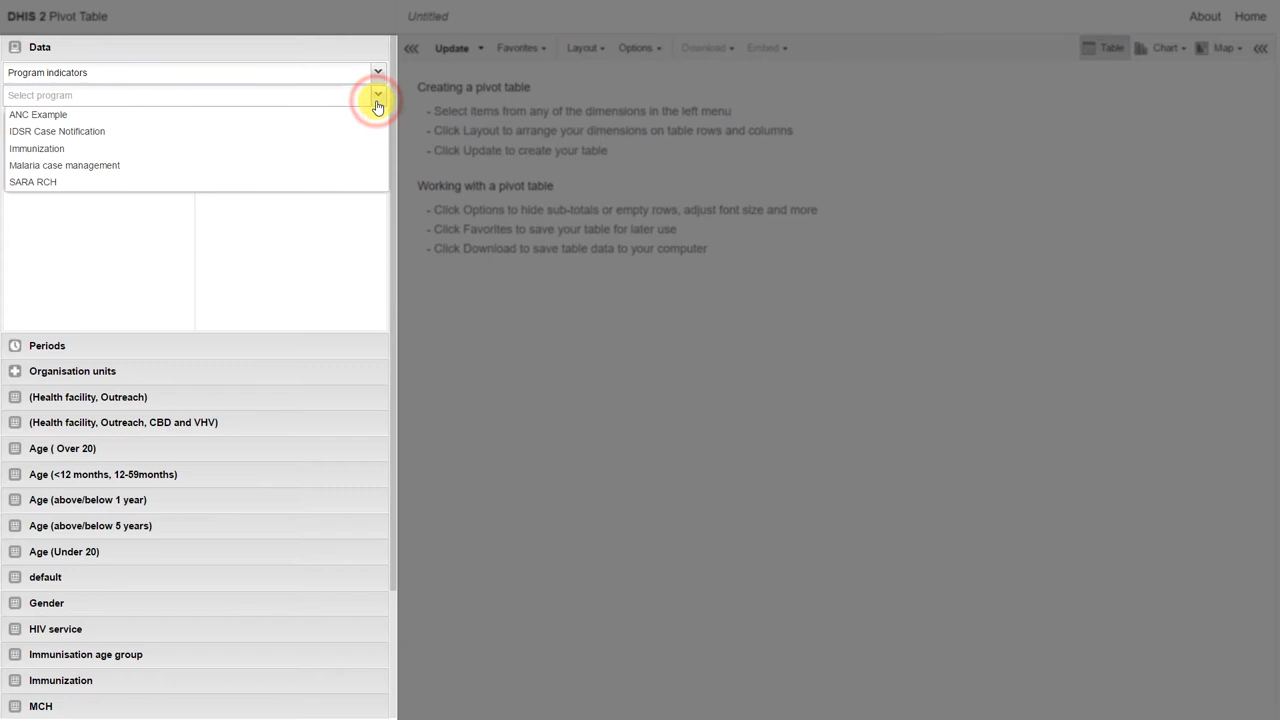 DHIS 2 Pivot Table
Untitled
About Home
Data
Update Favorites Layout Options Download Embed Table Chart Map
Program indicators
Select program
ANC Example
IDSR Case Notification
Immunization
Malaria case management
SARA RCH
Creating a pivot table
- Select items from any of the dimensions in the left menu
- Click Layout to arrange your dimensions on table rows and columns
- Click Update to create your table
Working with a pivot table
- Click Options to hide sub-totals or empty rows, adjust font size and more
- Click Favorites to save your table for later use
- Click Download to save table data to your computer
Periods
Organisation units
(Health facility, Outreach)
(Health facility, Outreach, CBD and VHV)
Age ( Over 20)
Age (<12 months, 12-59months)
Age (above/below 1 year)
Age (above/below 5 years)
Age (Under 20)
default
Gender
HIV service
Immunisation age group
Immunization
MCH